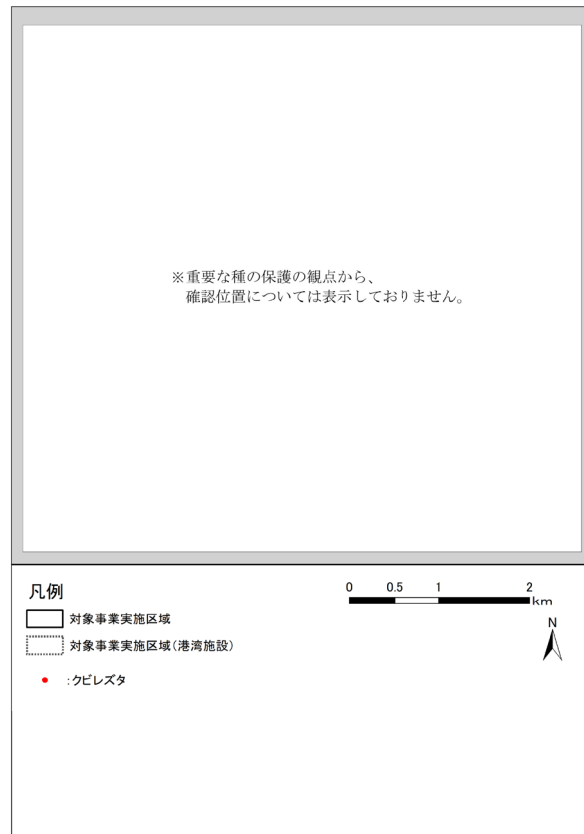 ※重要な種の保護の観点から、
確認位置については表示しておりません。
凡例
対象事業実施区域
対象事業実施区域(港湾施設)
:クビレズタ
0 0.5 1 2
km
N